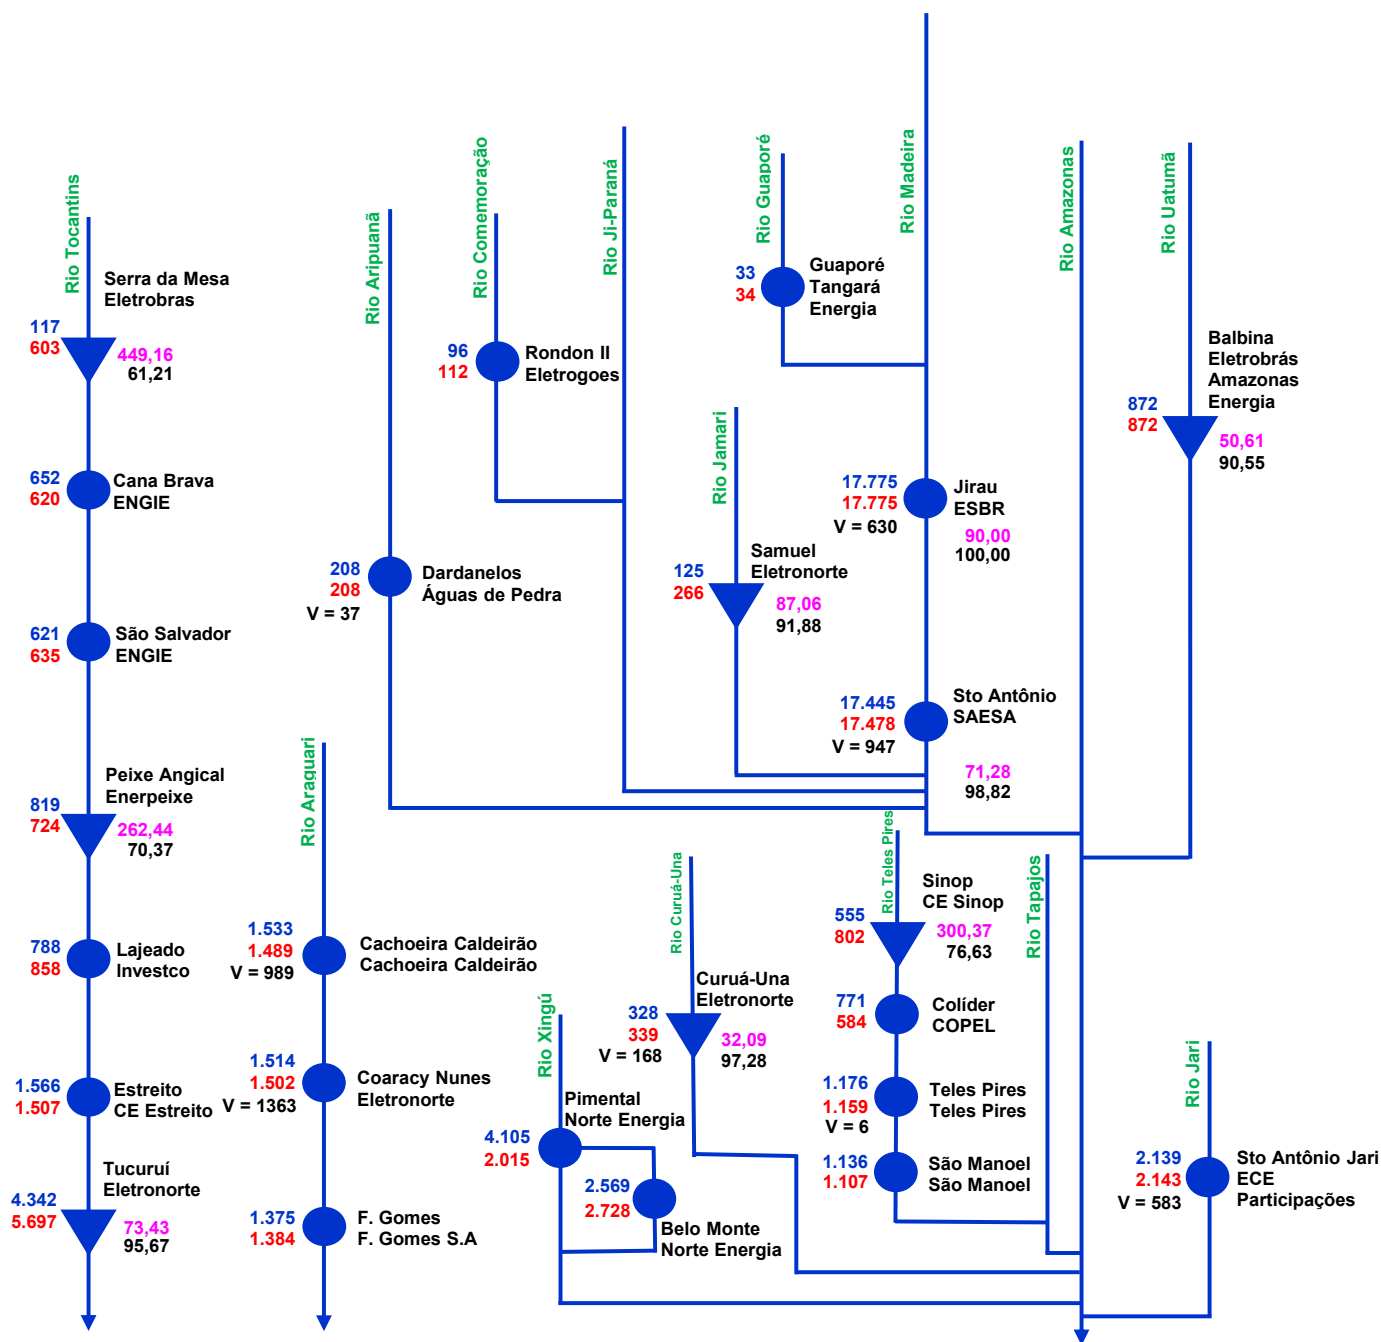 Rio Tocantins
Serra da Mesa
Eletrobras
117
603
449,16
61,21
652
620
Cana Brava
ENGIE
621
635
São Salvador
ENGIE
Peixe Angical
Enerpeixe
819
724
262,44
70,37
788
858
Lajeado
Investco
1.566
1.507
Estreito
CE Estreito
Tucuruí
Eletronorte
4.342
5.697
73,43
95,67
Rio Araguari
1.533
1.489
V = 989
Cachoeira Caldeirão
Cachoeira Caldeirão
1.514
1.502
V = 1363
Coaracy Nunes
Eletronorte
1.375
1.384
F. Gomes
F. Gomes S.A
Rio Aripuanã
208
208
V = 37
Dardanelos
Águas de Pedra
Rio Comemoração
96
112
Rondon II
Eletrogoes
Rio Ji-Paraná
Rio Guaporé
33
34
Guaporé
Tangará
Energia
Rio Madeira
Rio Jamari
125
266
Samuel
Eletronorte
87,06
91,88
17.775
17.775
V = 630
Jirau
ESBR
90,00
100,00
17.445
17.478
V = 947
Sto Antônio
SAESA
71,28
98,82
Rio Amazonas
Rio Uatumã
872
872
Balbina
Eletrobrás
Amazonas
Energia
50,61
90,55
Rio Xingú
Pimental
Norte Energia
4.105
2.015
2.569
2.728
Belo Monte
Norte Energia
Rio Curuá-Una
Curuá-Una
Eletronorte
328
339
V = 168
32,09
97,28
Rio Teles Pires
Sinop
CE Sinop
555
802
300,37
76,63
771
584
Colíder
COPEL
1.176
1.159
V = 6
Teles Pires
Teles Pires
1.136
1.107
São Manoel
São Manoel
Rio Tapajos
Rio Jari
2.139
2.143
V = 583
Sto Antônio Jari
ECE
Participações